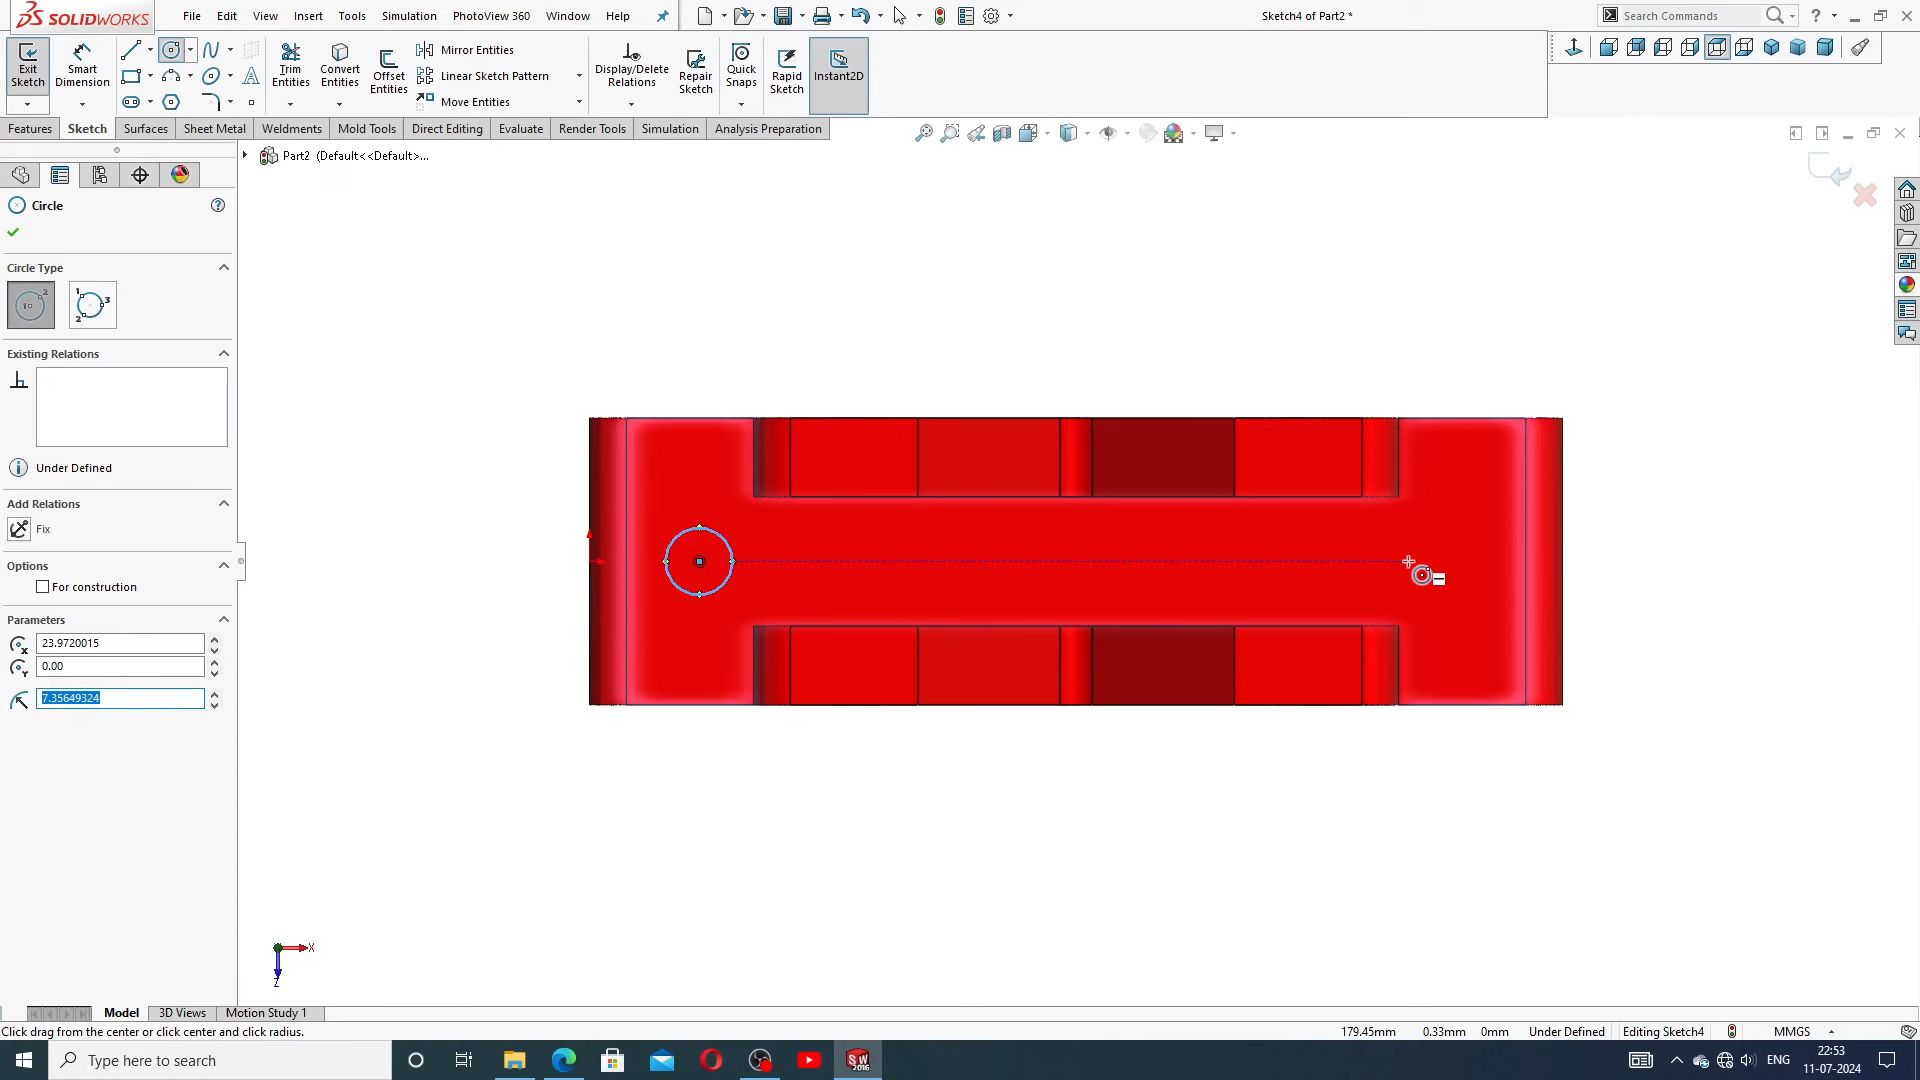 SOLIDWORKS
File
Edit
View
Insert
Tools
Simulation
PhotoView 360
Window
Help
Sketch4 of Part2 *
Search Commands
?
Exit Sketch
Smart Dimension
Trim Entities
Convert Entities
Offset Entities
Mirror Entities
Linear Sketch Pattern
Move Entities
Display/Delete Relations
Repair Sketch
Quick Snaps
Rapid Sketch
Instant2D
Features
Sketch
Surfaces
Sheet Metal
Weldments
Mold Tools
Direct Editing
Evaluate
Render Tools
Simulation
Analysis Preparation
Part2 (Default<<Default>...
Circle
Circle Type
Existing Relations
Under Defined
Add Relations
Fix
Options
For construction
Parameters
23.9720015
0.00
7.35649324
X
Z
Model
3D Views
Motion Study 1
Click drag from the center or click center and click radius.
179.45mm
0.33mm
0mm
Under Defined
Editing Sketch4
MMGS
Type here to search
SW
2016
ENG
22:53
11-07-2024